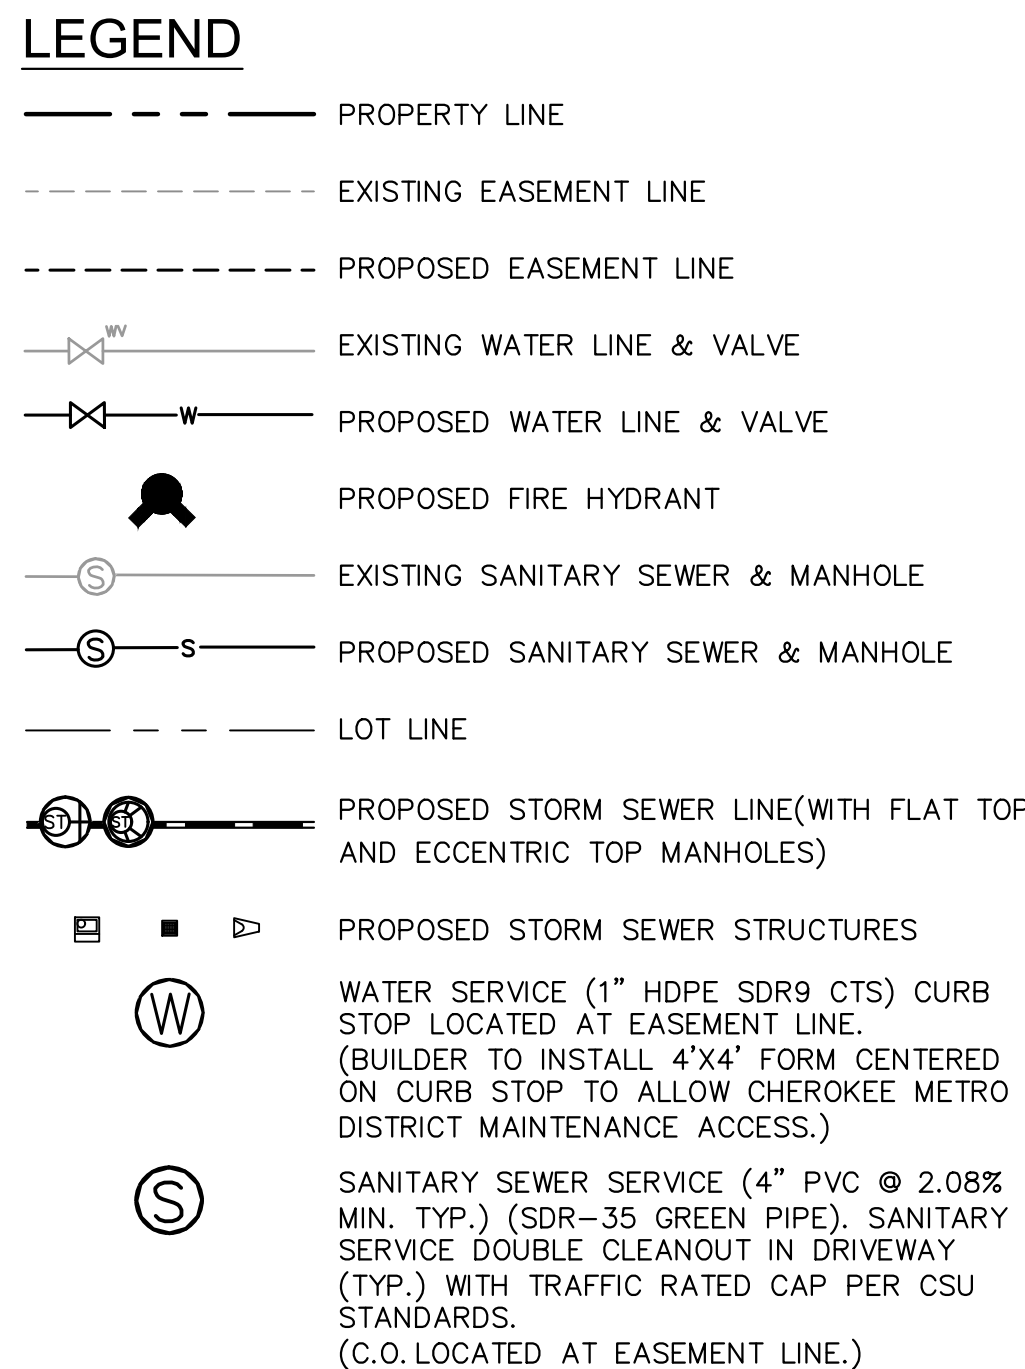 LEGEND
PROPERTY LINE
EXISTING EASEMENT LINE
PROPOSED EASEMENT LINE
WV
EXISTING WATER LINE & VALVE
W
PROPOSED WATER LINE & VALVE
PROPOSED FIRE HYDRANT
S
EXISTING SANITARY SEWER & MANHOLE
S S
PROPOSED SANITARY SEWER & MANHOLE
LOT LINE
ST ST
PROPOSED STORM SEWER LINE(WITH FLAT TOP
AND ECCENTRIC TOP MANHOLES)
PROPOSED STORM SEWER STRUCTURES
W
WATER SERVICE (1" HDPE SDR9 CTS) CURB
STOP LOCATED AT EASEMENT LINE.
(BUILDER TO INSTALL 4'X4' FORM CENTERED
ON CURB STOP TO ALLOW CHEROKEE METRO
DISTRICT MAINTENANCE ACCESS.)
S
SANITARY SEWER SERVICE (4" PVC @ 2.08%
MIN. TYP.) (SDR-35 GREEN PIPE). SANITARY
SERVICE DOUBLE CLEANOUT IN DRIVEWAY
(TYP.) WITH TRAFFIC RATED CAP PER CSU
STANDARDS.
(C.O. LOCATED AT EASEMENT LINE.)